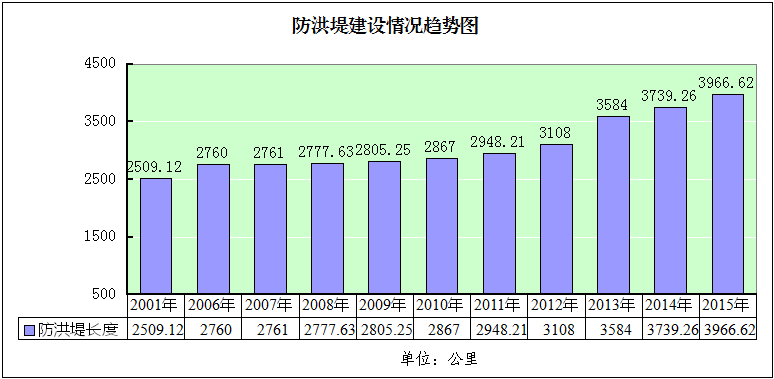 防洪堤建设情况趋势图
4500
3500
2500
1500
500
2509.12 2760 2761 2777.63 2805.25 2867 2948.21 3108 3584 3739.26 3966.62
2001年 2006年 2007年 2008年 2009年 2010年 2011年 2012年 2013年 2014年 2015年
防洪堤长度 2509.12 2760 2761 2777.63 2805.25 2867 2948.21 3108 3584 3739.26 3966.62
单位：公里